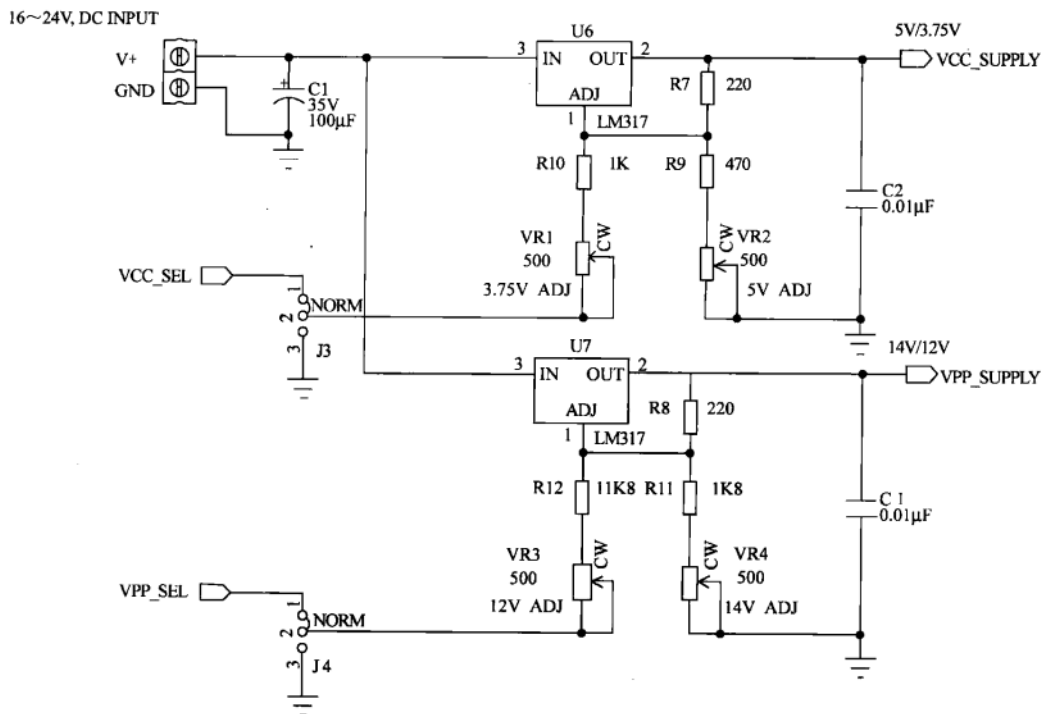 16～24V, DC INPUT
V+
GND
C1
35V
100μF
U6
3 IN OUT 2
ADJ
1 LM317
5V/3.75V
VCC_SUPPLY
R7 220
R10 1K
R9 470
C2
0.01μF
VR1
500
CW
3.75V ADJ
VR2
500
CW
5V ADJ
VCC_SEL
1
2
3
NORM
J3
U7
3 IN OUT 2
ADJ
1 LM317
14V/12V
VPP_SUPPLY
R8 220
R12 11K8
R11 1K8
C 1
0.01μF
VR3
500
CW
12V ADJ
VR4
500
CW
14V ADJ
VPP_SEL
1
2
3
NORM
J4